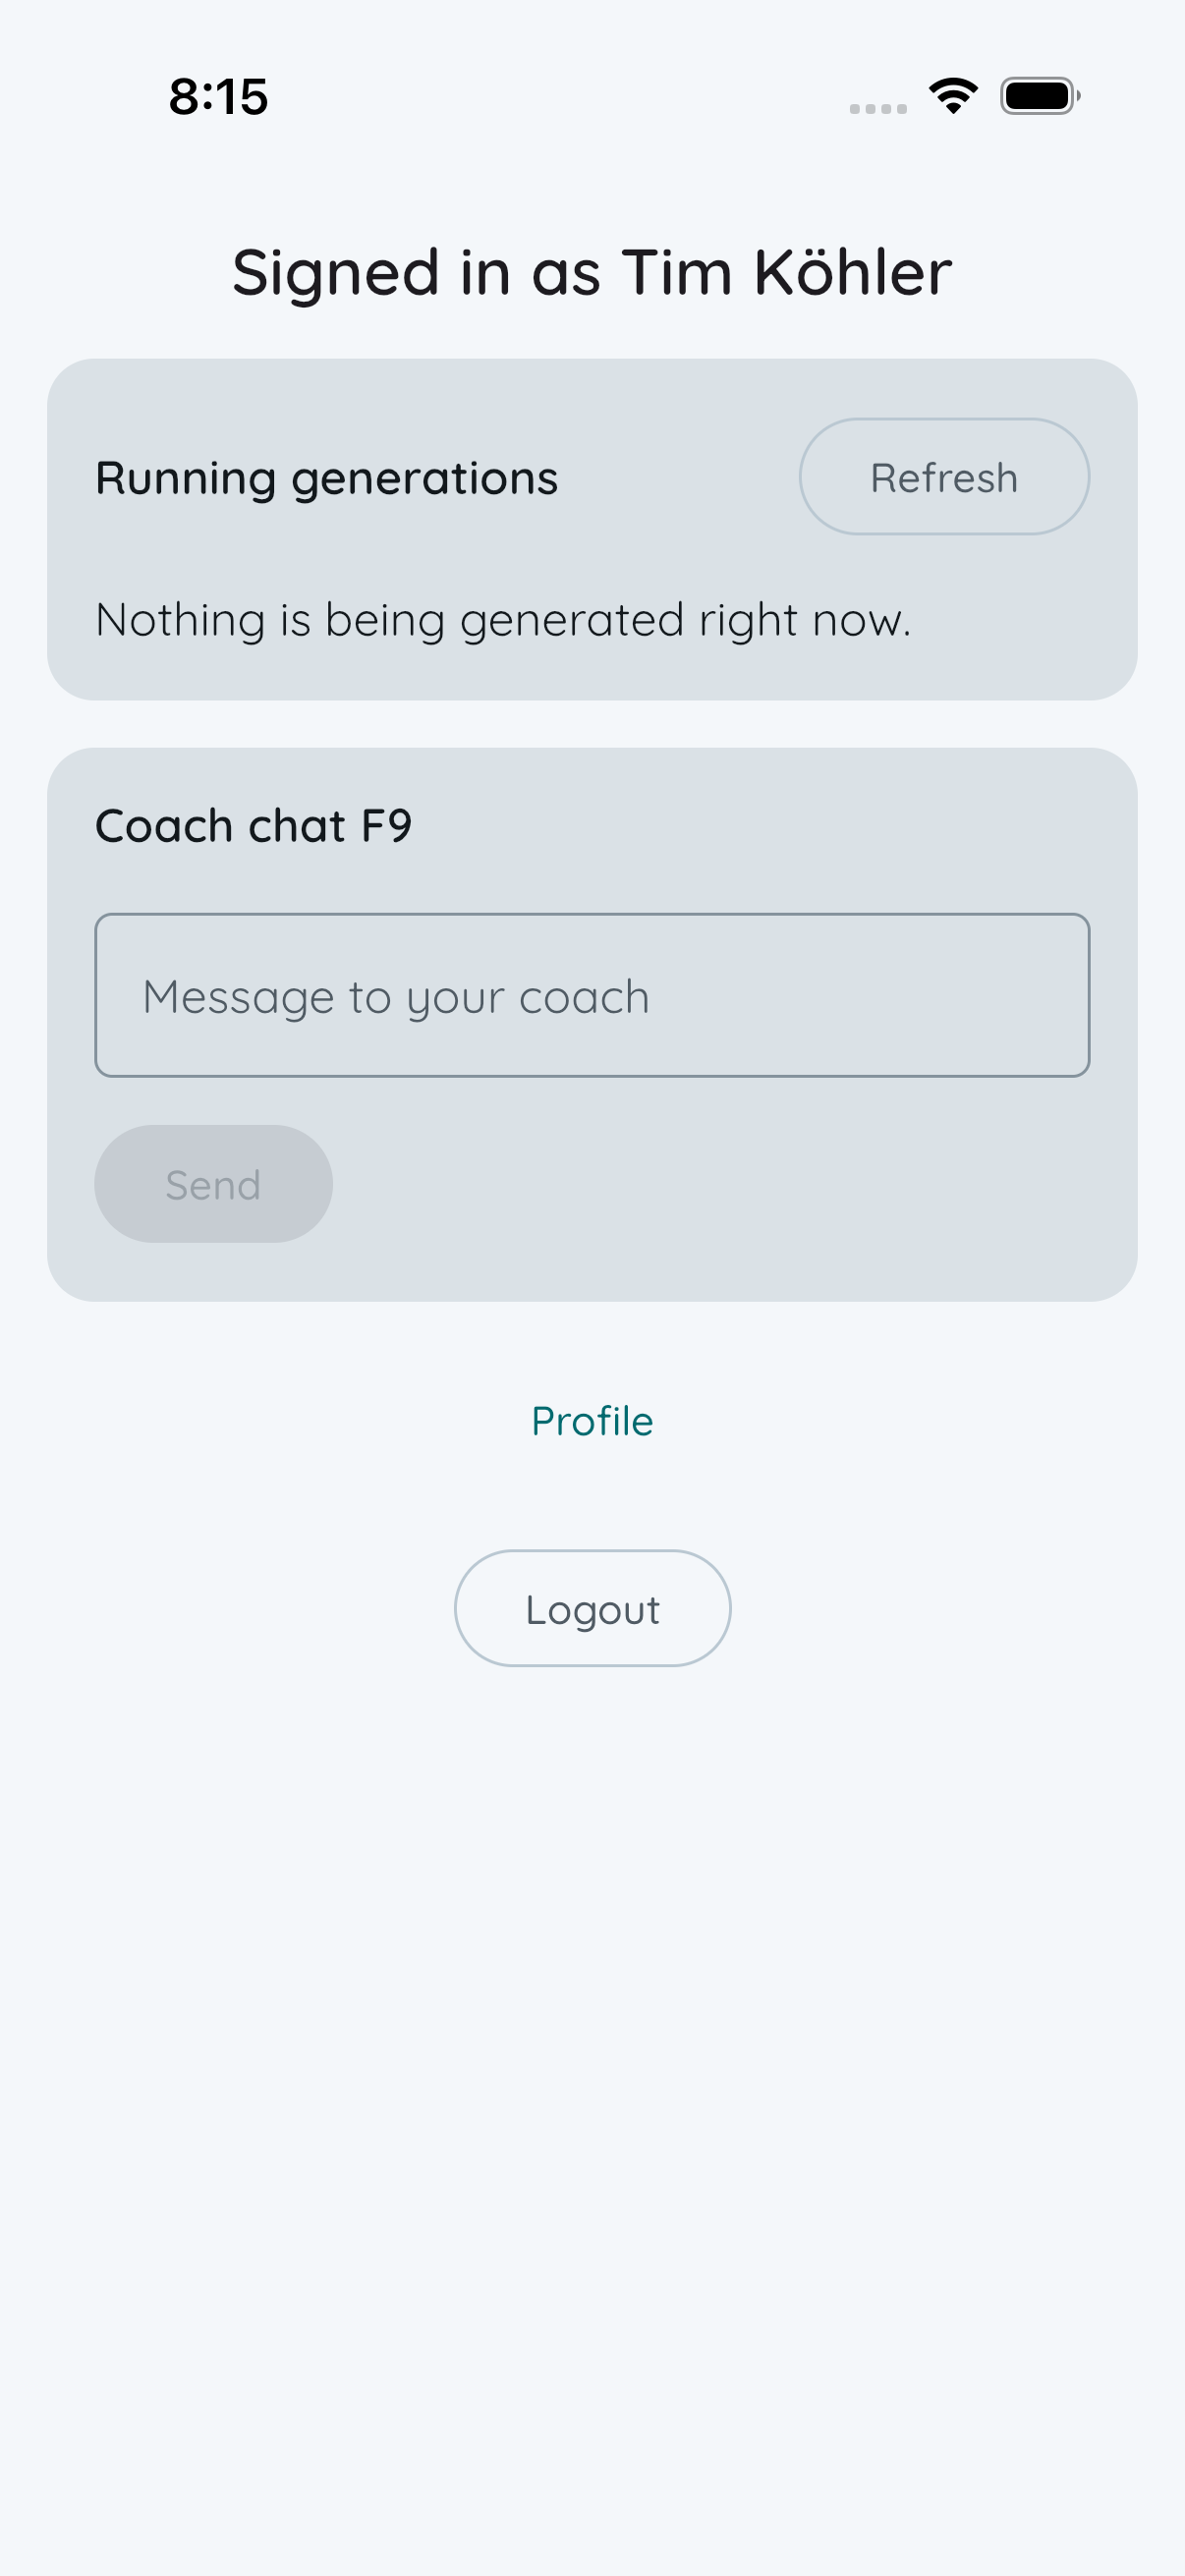 8:15
Signed in as Tim Köhler
Running generations
Refresh
Nothing is being generated right now.
Coach chat F9
Message to your coach
Send
Profile
Logout